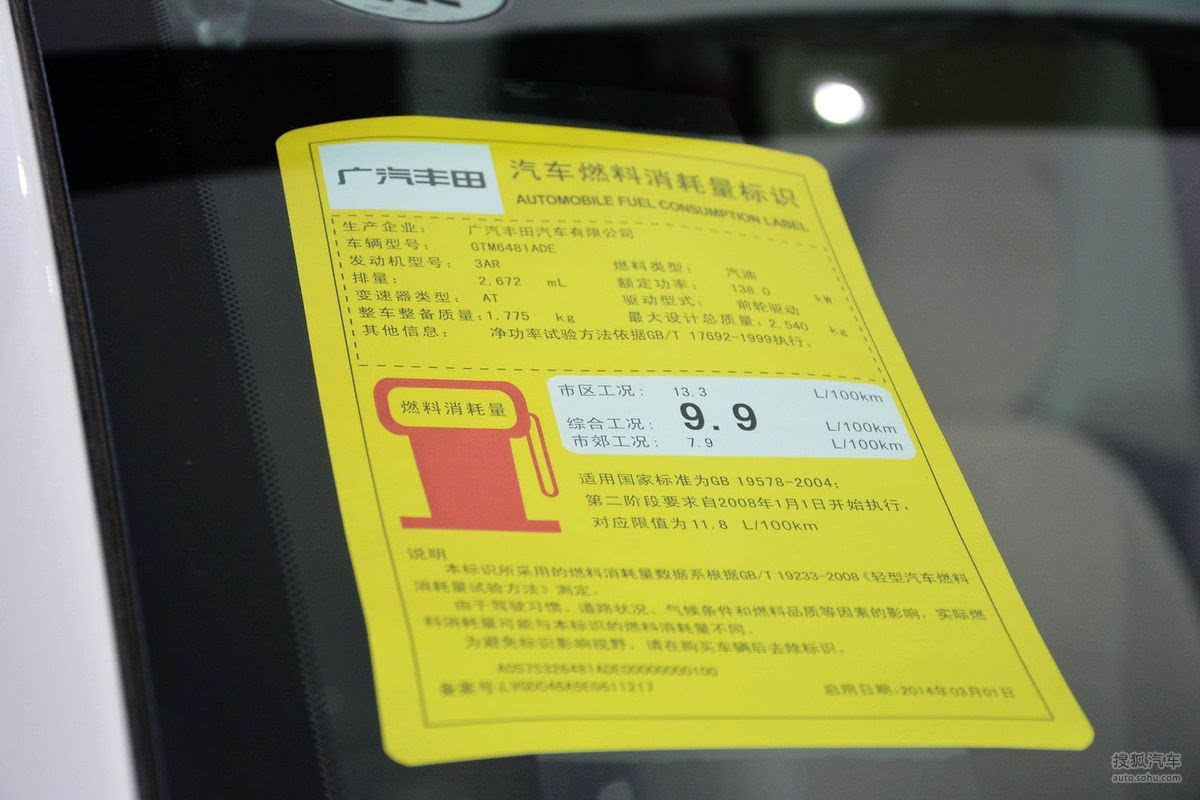 广汽丰田
汽车燃料消耗量标识
AUTOMOBILE FUEL CONSUMPTION LABEL
生产企业: 广汽丰田汽车有限公司
车辆型号: GTM6481ADE
发动机型号: 3AR 燃料类型: 汽油
排量: 2,672 mL 额定功率: 138.0 kW
变速器类型: AT 驱动型式: 前轮驱动
整车整备质量: 1,775 kg 最大设计总质量: 2,540 kg
其他信息: 净功率试验方法依据GB/T 17692-1999执行。
燃料消耗量
市区工况: 13.3 L/100km
综合工况: 9.9 L/100km
市郊工况: 7.9 L/100km
适用国家标准为GB 19578-2004;
第二阶段要求自2008年1月1日开始执行,
对应限值为 11.8 L/100km
说明
本标识所采用的燃料消耗量数据系根据GB/T 19233-2008《轻型汽车燃料
消耗量试验方法》测定。
由于驾驶习惯、道路状况、气候条件和燃料品质等因素的影响，实际燃
料消耗量可能与本标识的燃料消耗量不同。
为避免标识影响视野，请在购买车辆后去除标识。
备案号:
启用日期: 2014年03月01日
搜狐汽车
auto.sohu.com